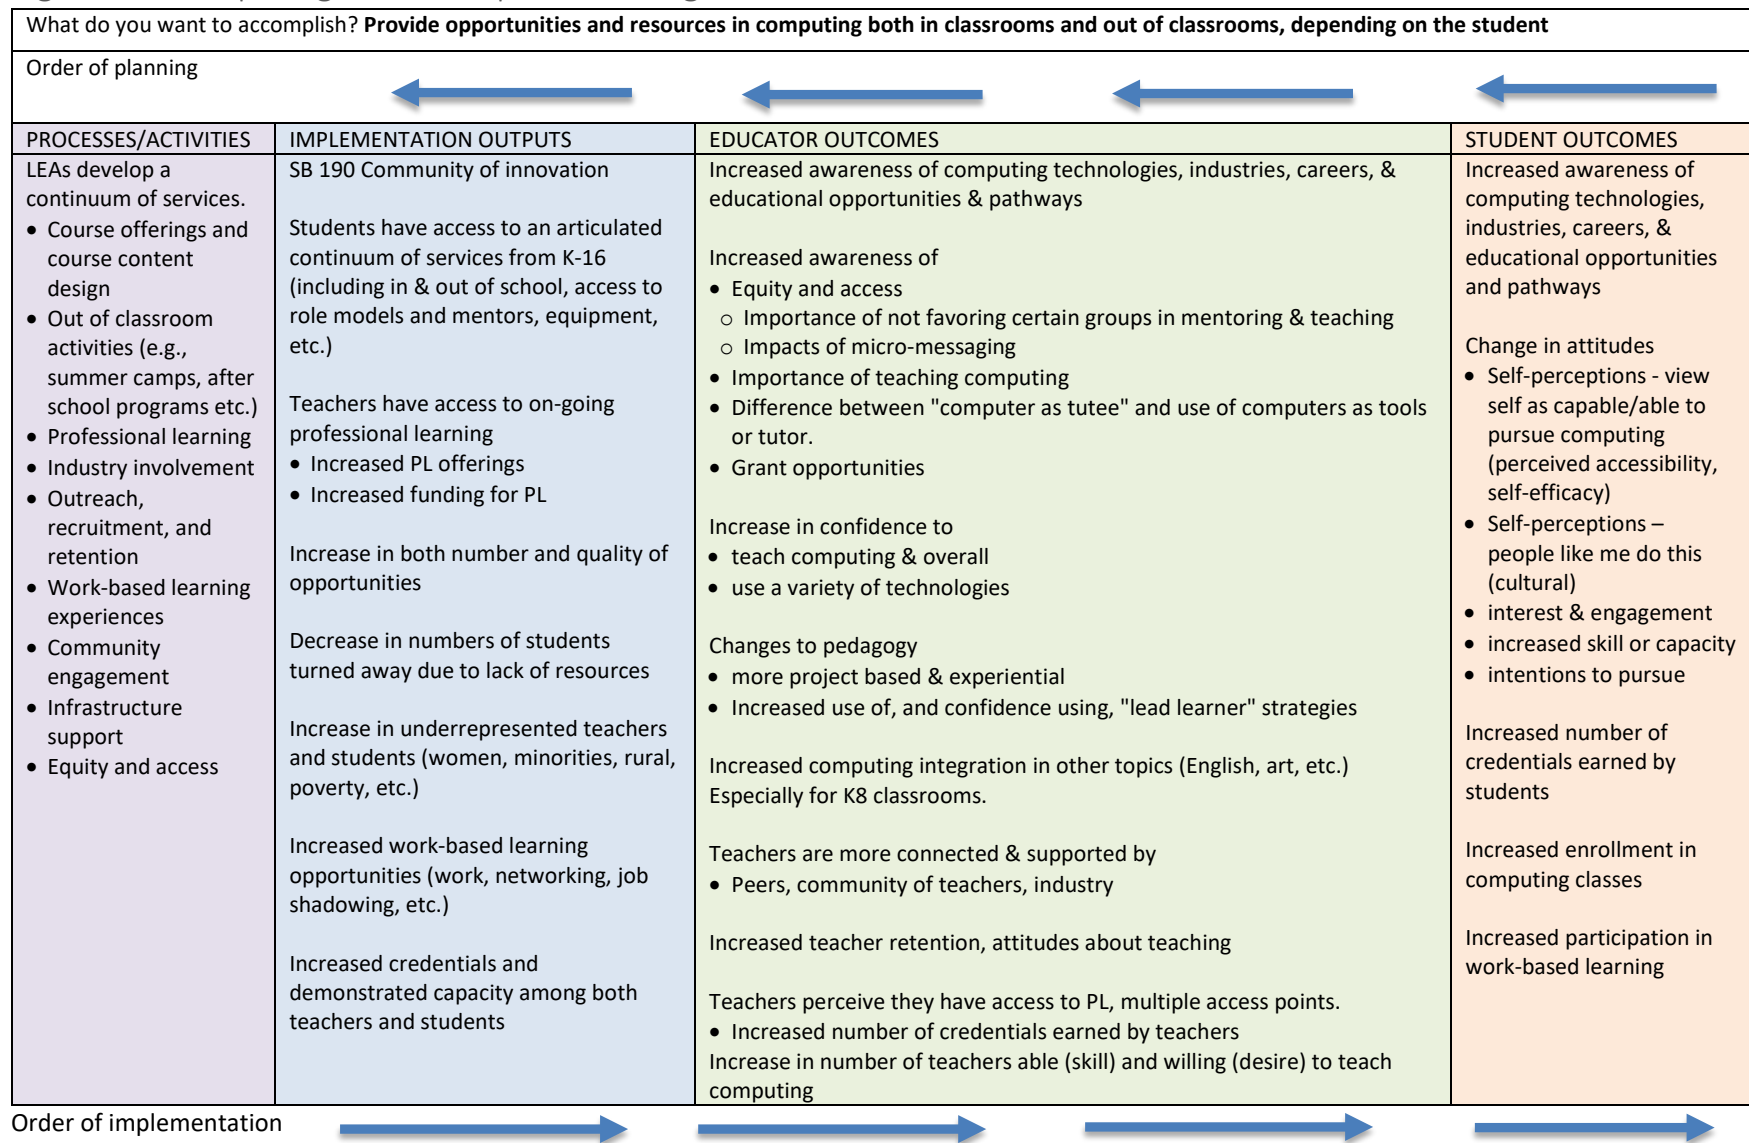 What do you want to accomplish? Provide opportunities and resources in computing both in classrooms and out of classrooms, depending on the student
Order of planning
PROCESSES/ACTIVITIES
LEAs develop a
continuum of services.
• Course offerings and
course content
design
• Out of classroom
activities (e.g.,
summer camps, after
school programs etc.)
• Professional learning
• Industry involvement
• Outreach,
recruitment, and
retention
• Work-based learning
experiences
• Community
engagement
• Infrastructure
support
• Equity and access
IMPLEMENTATION OUTPUTS
SB 190 Community of innovation
Students have access to an articulated
continuum of services from K-16
(including in & out of school, access to
role models and mentors, equipment,
etc.)
Teachers have access to on-going
professional learning
• Increased PL offerings
• Increased funding for PL
Increase in both number and quality of
opportunities
Decrease in numbers of students
turned away due to lack of resources
Increase in underrepresented teachers
and students (women, minorities, rural,
poverty, etc.)
Increased work-based learning
opportunities (work, networking, job
shadowing, etc.)
Increased credentials and
demonstrated capacity among both
teachers and students
EDUCATOR OUTCOMES
Increased awareness of computing technologies, industries, careers, &
educational opportunities & pathways
Increased awareness of
• Equity and access
o Importance of not favoring certain groups in mentoring & teaching
o Impacts of micro-messaging
• Importance of teaching computing
• Difference between "computer as tutee" and use of computers as tools
or tutor.
• Grant opportunities
Increase in confidence to
• teach computing & overall
• use a variety of technologies
Changes to pedagogy
• more project based & experiential
• Increased use of, and confidence using, "lead learner" strategies
Increased computing integration in other topics (English, art, etc.)
Especially for K8 classrooms.
Teachers are more connected & supported by
• Peers, community of teachers, industry
Increased teacher retention, attitudes about teaching
Teachers perceive they have access to PL, multiple access points.
• Increased number of credentials earned by teachers
Increase in number of teachers able (skill) and willing (desire) to teach
computing
STUDENT OUTCOMES
Increased awareness of
computing technologies,
industries, careers, &
educational opportunities
and pathways
Change in attitudes
• Self-perceptions - view
self as capable/able to
pursue computing
(perceived accessibility,
self-efficacy)
• Self-perceptions –
people like me do this
(cultural)
• interest & engagement
• increased skill or capacity
• intentions to pursue
Increased number of
credentials earned by
students
Increased enrollment in
computing classes
Increased participation in
work-based learning
Order of implementation